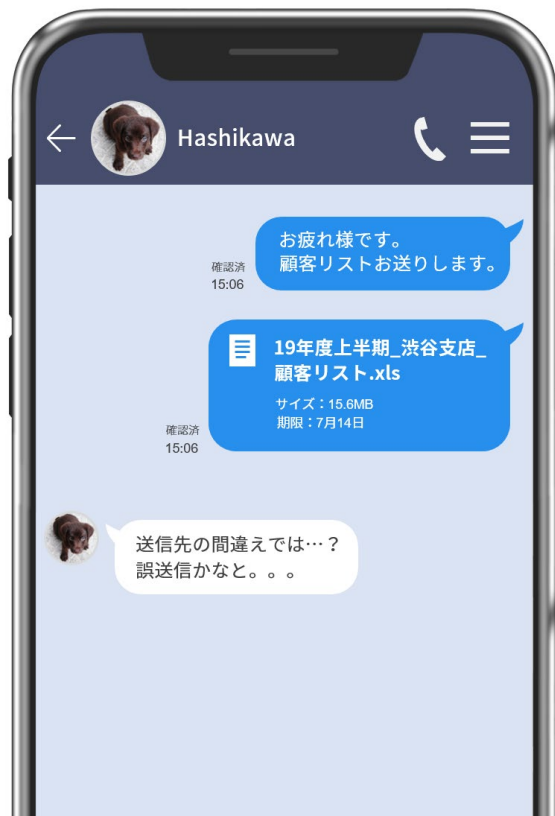 Hashikawa
お疲れ様です。
顧客リストお送りします。
確認済
15:06
19年度上半期_渋谷支店_
顧客リスト.xls
サイズ：15.6MB
期限：7月14日
確認済
15:06
送信先の間違えでは…？
誤送信かなと。。。